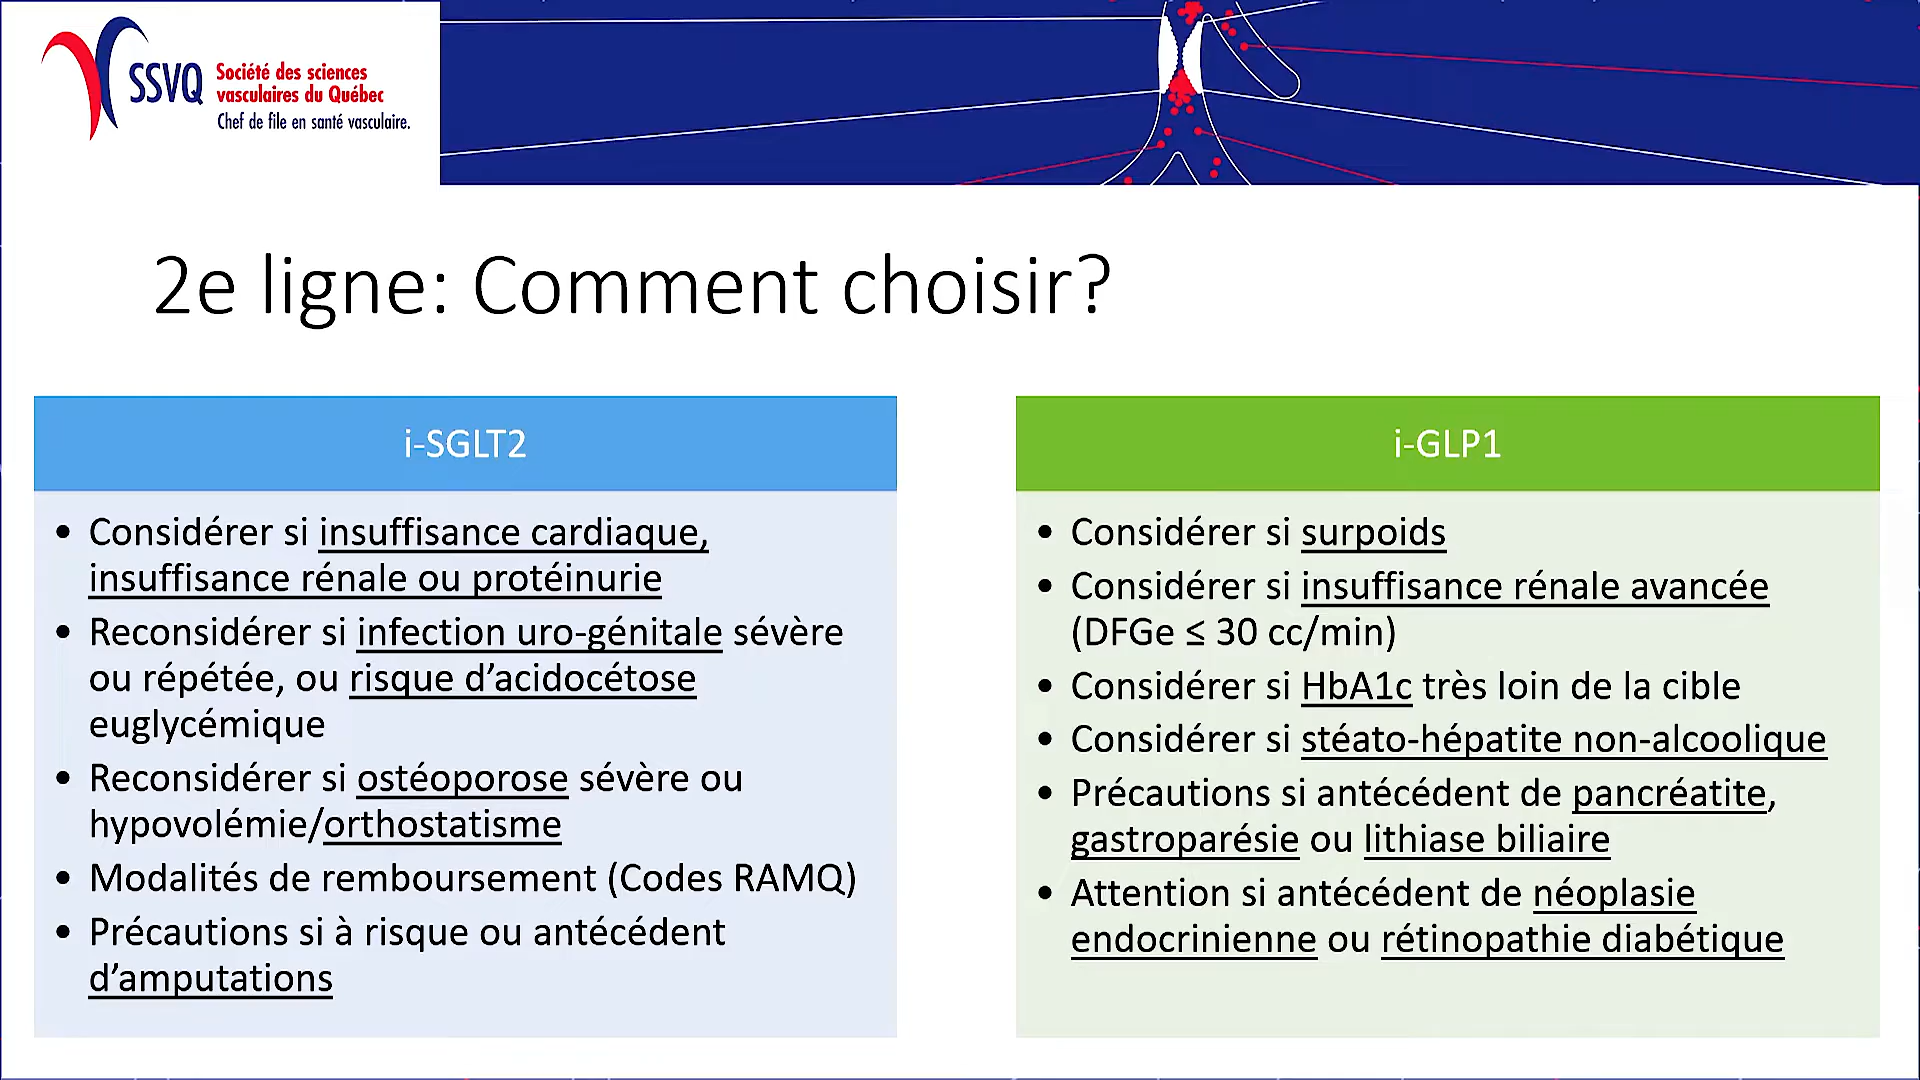 SSVQ
Société des sciences
vasculaires du Québec
Chef de file en santé vasculaire.
2e ligne: Comment choisir?
i-SGLT2
• Considérer si insuffisance cardiaque,
insuffisance rénale ou protéinurie
• Reconsidérer si infection uro-génitale sévère
ou répétée, ou risque d’acidocétose
euglycémique
• Reconsidérer si ostéoporose sévère ou
hypovolémie/orthostatisme
• Modalités de remboursement (Codes RAMQ)
• Précautions si à risque ou antécédent
d’amputations
i-GLP1
• Considérer si surpoids
• Considérer si insuffisance rénale avancée
(DFGe ≤ 30 cc/min)
• Considérer si HbA1c très loin de la cible
• Considérer si stéato-hépatite non-alcoolique
• Précautions si antécédent de pancréatite,
gastroparésie ou lithiase biliaire
• Attention si antécédent de néoplasie
endocrinienne ou rétinopathie diabétique